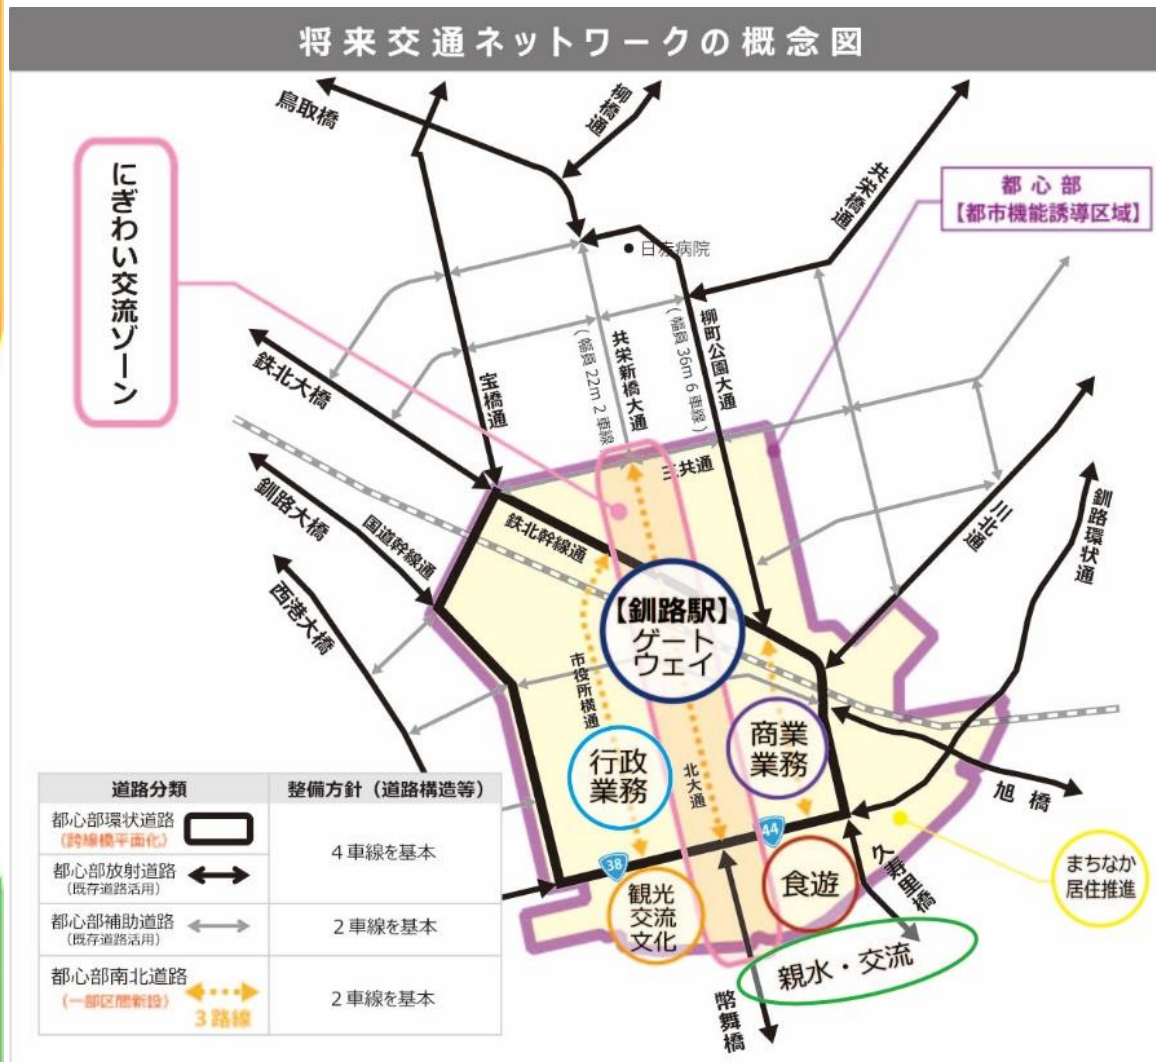 将来交通ネットワークの概念図
鳥取橋
柳橋通
共栄橋通
にぎわい交流ゾーン
都心部
【都市機能誘導区域】
日赤病院
鉄北大橋
宝橋通
共栄新橋大通
(幅員 22m 2車線
柳町公園大通
(幅員 36m 6車線)
三共通
釧路大橋
国道幹線通
鉄北幹線通
川北通
釧路環状通
西港大橋
【釧路駅】
ゲート
ウェイ
市役所横通
行政
業務
北大通
商業
業務
旭橋
道路分類
整備方針（道路構造等）
都心部環状道路
（跨線橋平面化）
4車線を基本
都心部放射道路
（既存道路活用）
都心部補助道路
（既存道路活用）
2車線を基本
都心部南北道路
（一部区間新設）
3路線
2車線を基本
38
44
観光
交流
文化
食遊
久寿里橋
まちなか
居住推進
親水・交流
幣舞橋